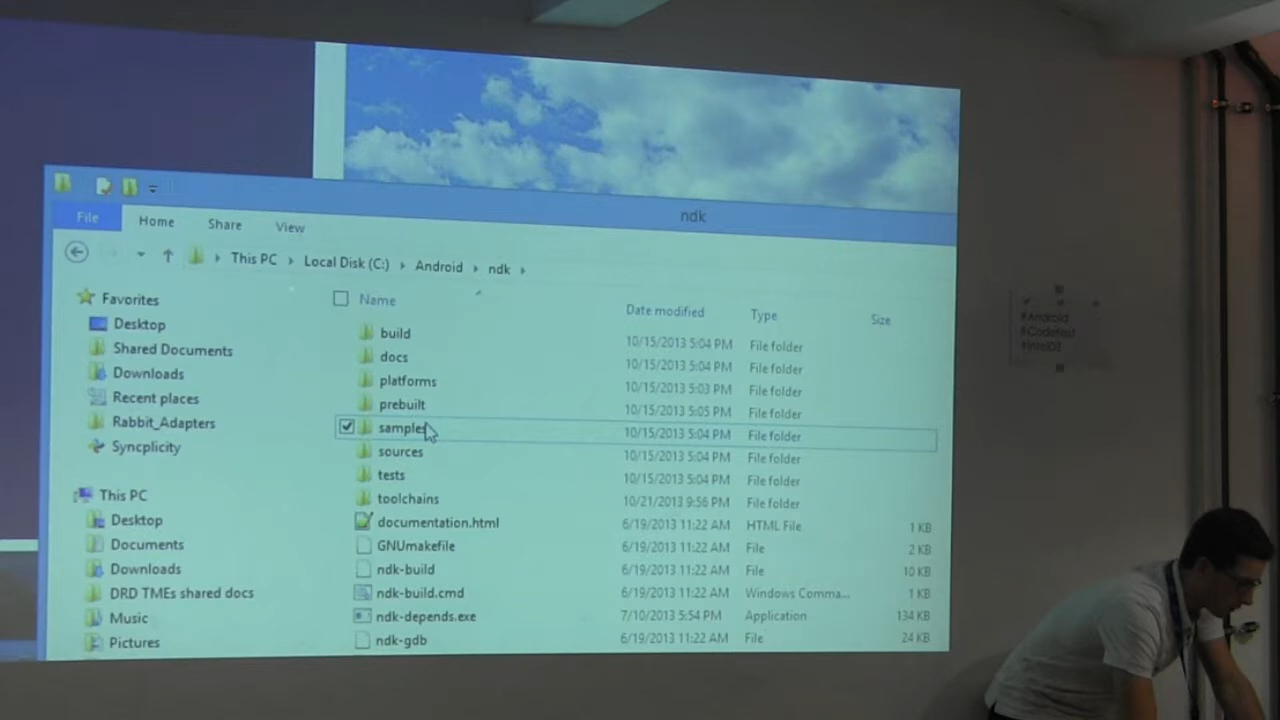 ndk
File Home Share View
This PC Local Disk (C:) Android ndk
Favorites
Desktop
Shared Documents
Downloads
Recent places
Rabbit_Adapters
Syncplicity
This PC
Desktop
Documents
Downloads
DRD TMEs shared docs
Music
Pictures
Name Date modified Type Size
build 10/15/2013 5:04 PM File folder
docs 10/15/2013 5:04 PM File folder
platforms 10/15/2013 5:03 PM File folder
prebuilt 10/15/2013 5:05 PM File folder
samples 10/15/2013 5:04 PM File folder
sources 10/15/2013 5:04 PM File folder
tests 10/15/2013 5:04 PM File folder
toolchains 10/21/2013 9:56 PM File folder
documentation.html 6/19/2013 11:22 AM HTML File 1 KB
GNUmakefile 6/19/2013 11:22 AM File 2 KB
ndk-build 6/19/2013 11:22 AM File 10 KB
ndk-build.cmd 6/19/2013 11:22 AM Windows Comma... 1 KB
ndk-depends.exe 7/10/2013 5:54 PM Application 134 KB
ndk-gdb 6/19/2013 11:22 AM File 24 KB
#Android
#Codefest